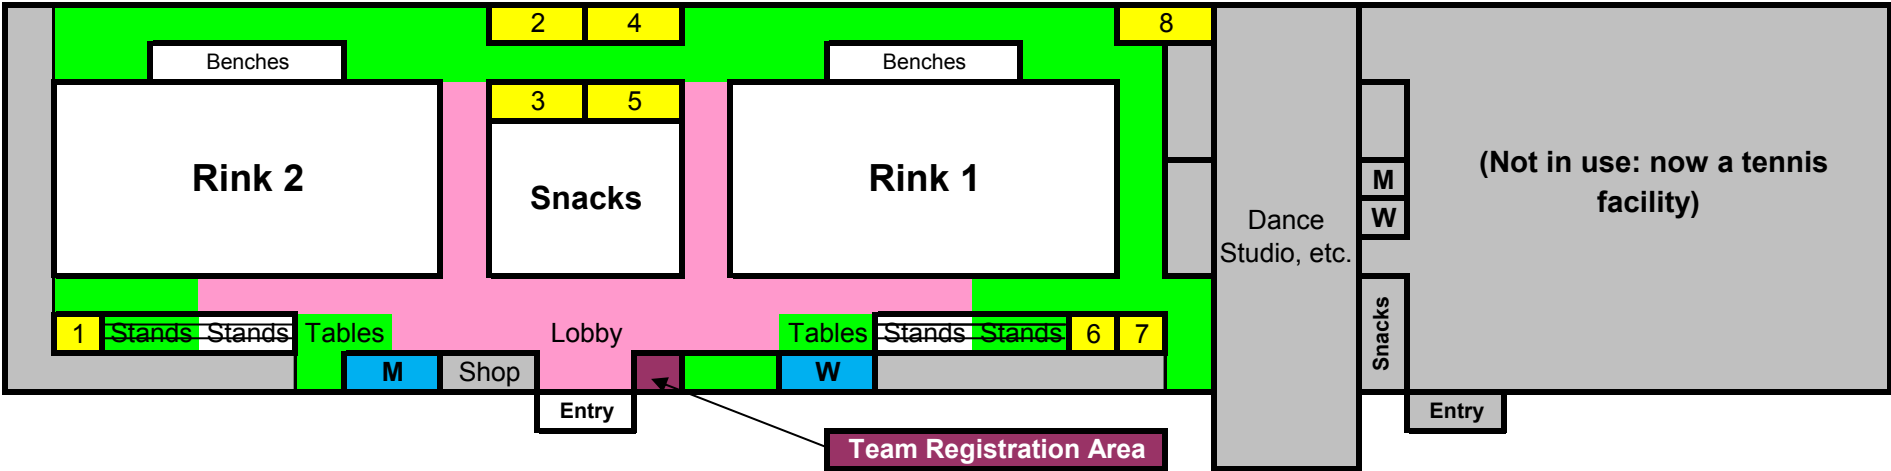 2 4 8
Benches Benches
3 5
Rink 2 Snacks Rink 1
(Not in use: now a tennis
facility)
M
W
Dance
Studio, etc.
1 Stands Stands Tables Lobby Tables Stands Stands 6 7
Snacks
M Shop W
Entry Entry
Team Registration Area